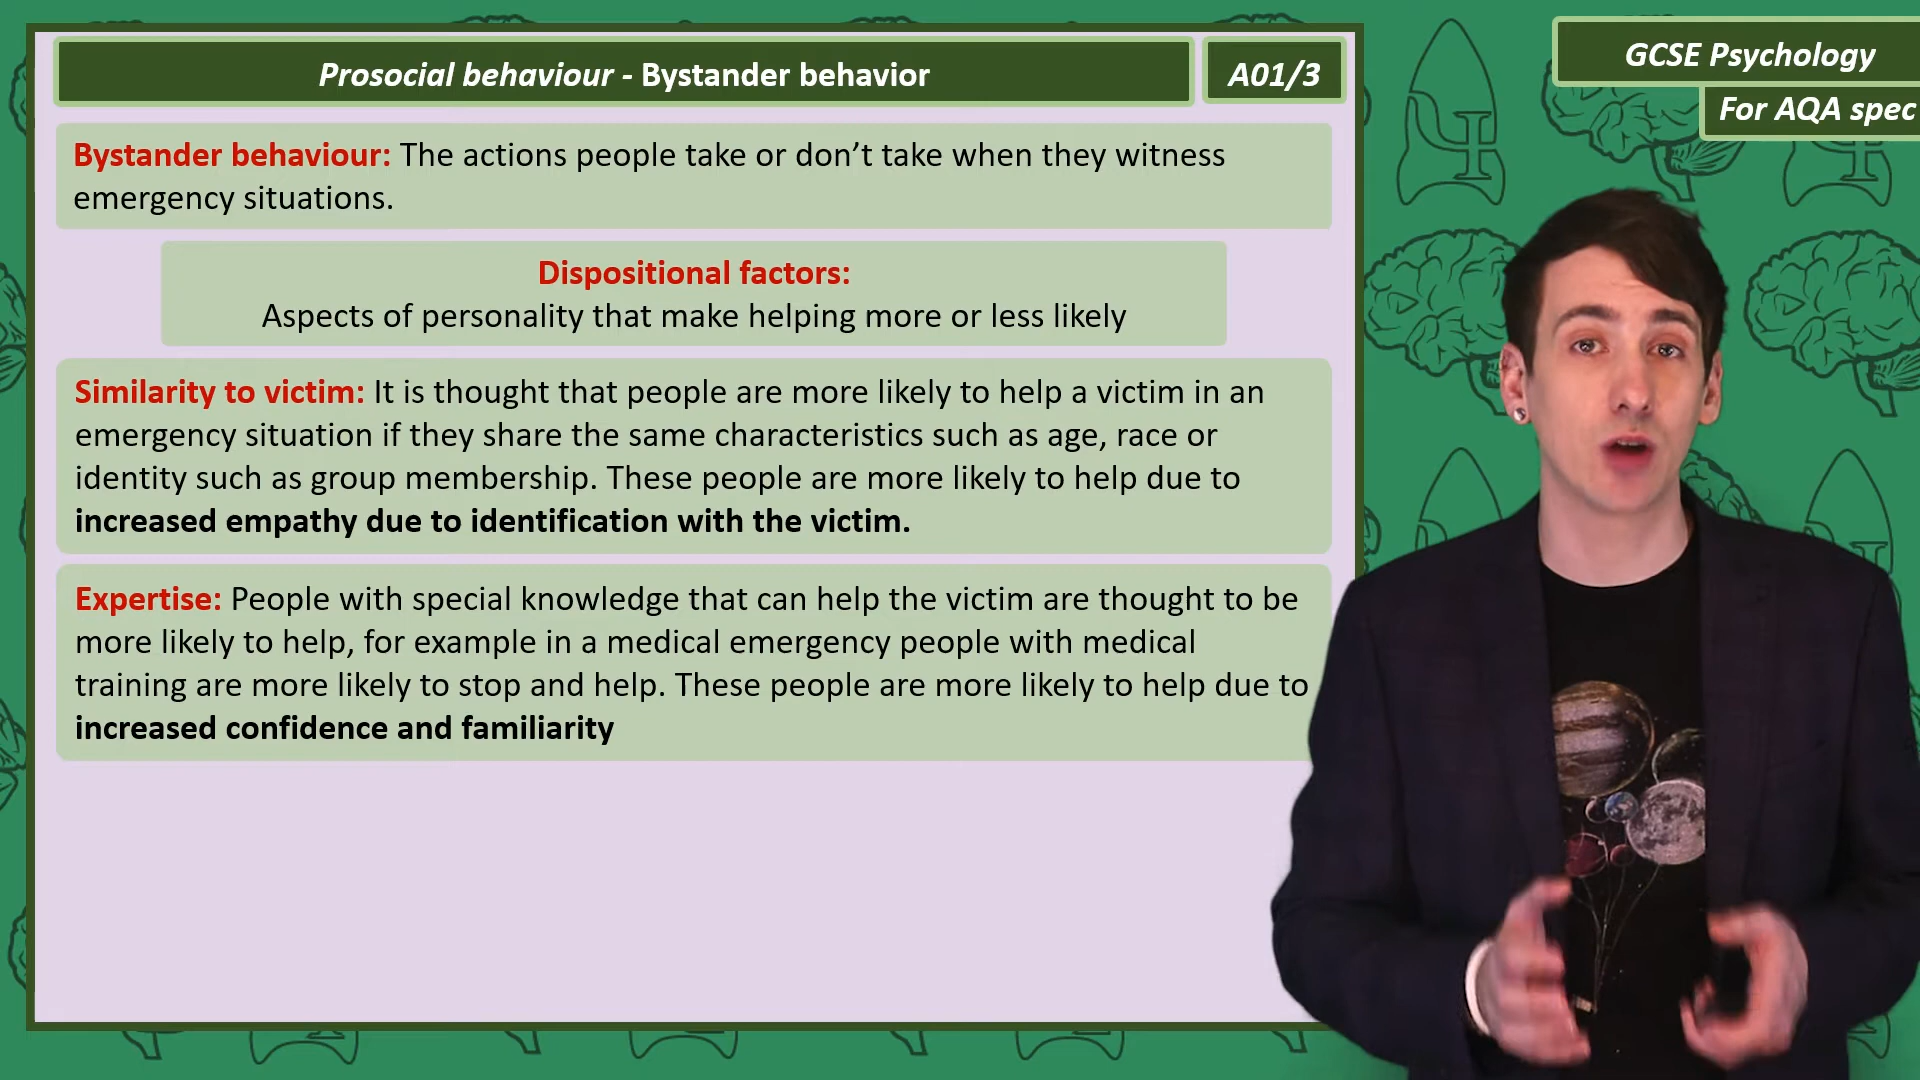 Prosocial behaviour - Bystander behavior
A01/3
GCSE Psychology
For AQA spec
Bystander behaviour: The actions people take or don’t take when they witness
emergency situations.
Dispositional factors:
Aspects of personality that make helping more or less likely
Similarity to victim: It is thought that people are more likely to help a victim in an
emergency situation if they share the same characteristics such as age, race or
identity such as group membership. These people are more likely to help due to
increased empathy due to identification with the victim.
Expertise: People with special knowledge that can help the victim are thought to be
more likely to help, for example in a medical emergency people with medical
training are more likely to stop and help. These people are more likely to help due to
increased confidence and familiarity